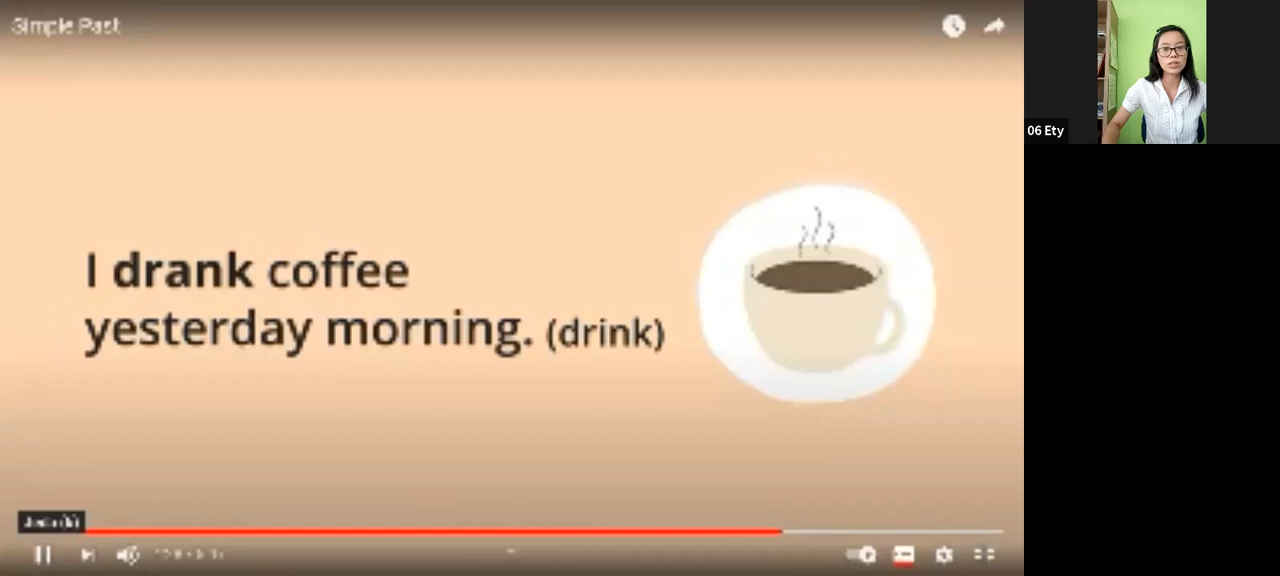 Simple Past
06 Ety
I drank coffee
yesterday morning. (drink)